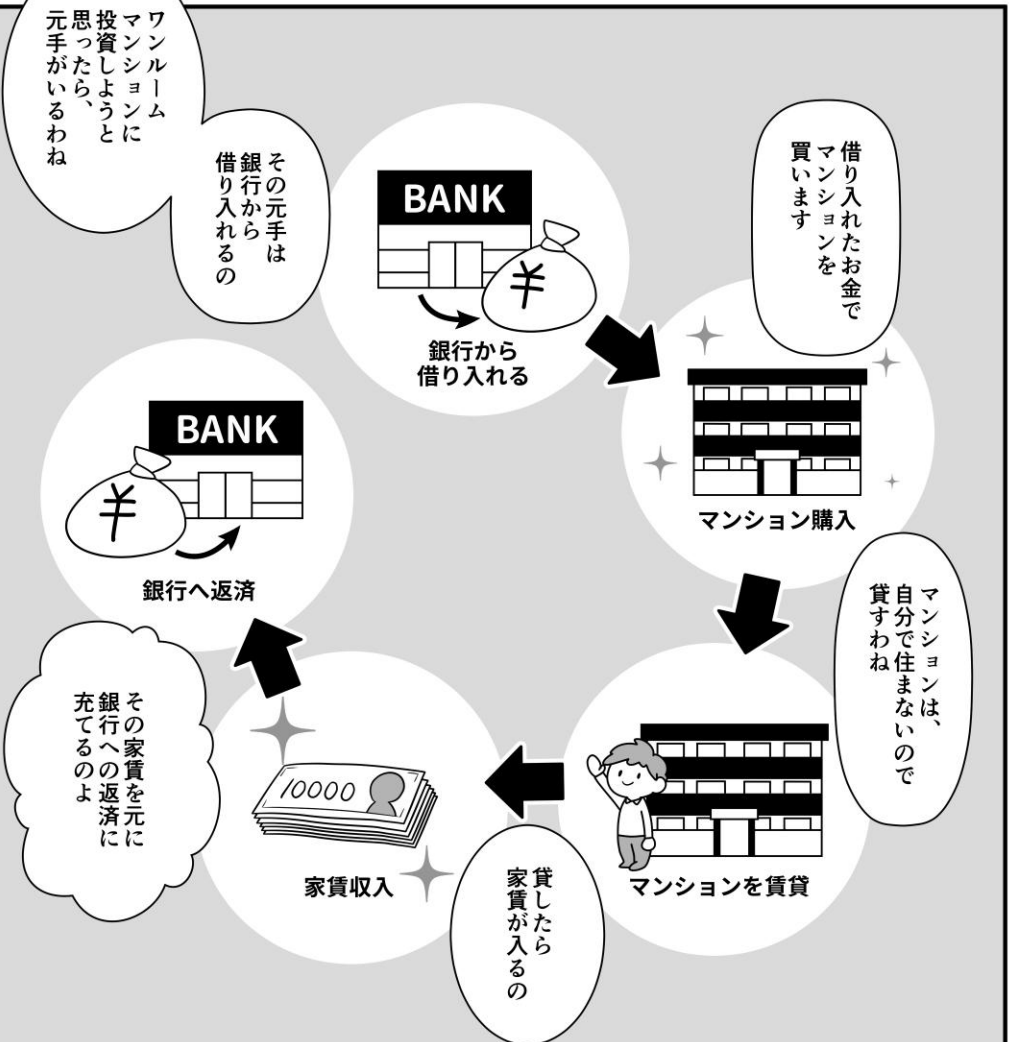 ワンルーム
マンションに
投資しようと
思ったら、
元手がいるわね
その元手は
銀行から
借り入れるの
BANK
¥
銀行から
借り入れる
借り入れたお金で
マンションを
買います
マンション購入
マンションは、
自分で住まないので
貸すわね
マンションを賃貸
貸したら
家賃が入るの
10000
家賃収入
その家賃を元に
銀行への返済に
充てるのよ
BANK
¥
銀行へ返済